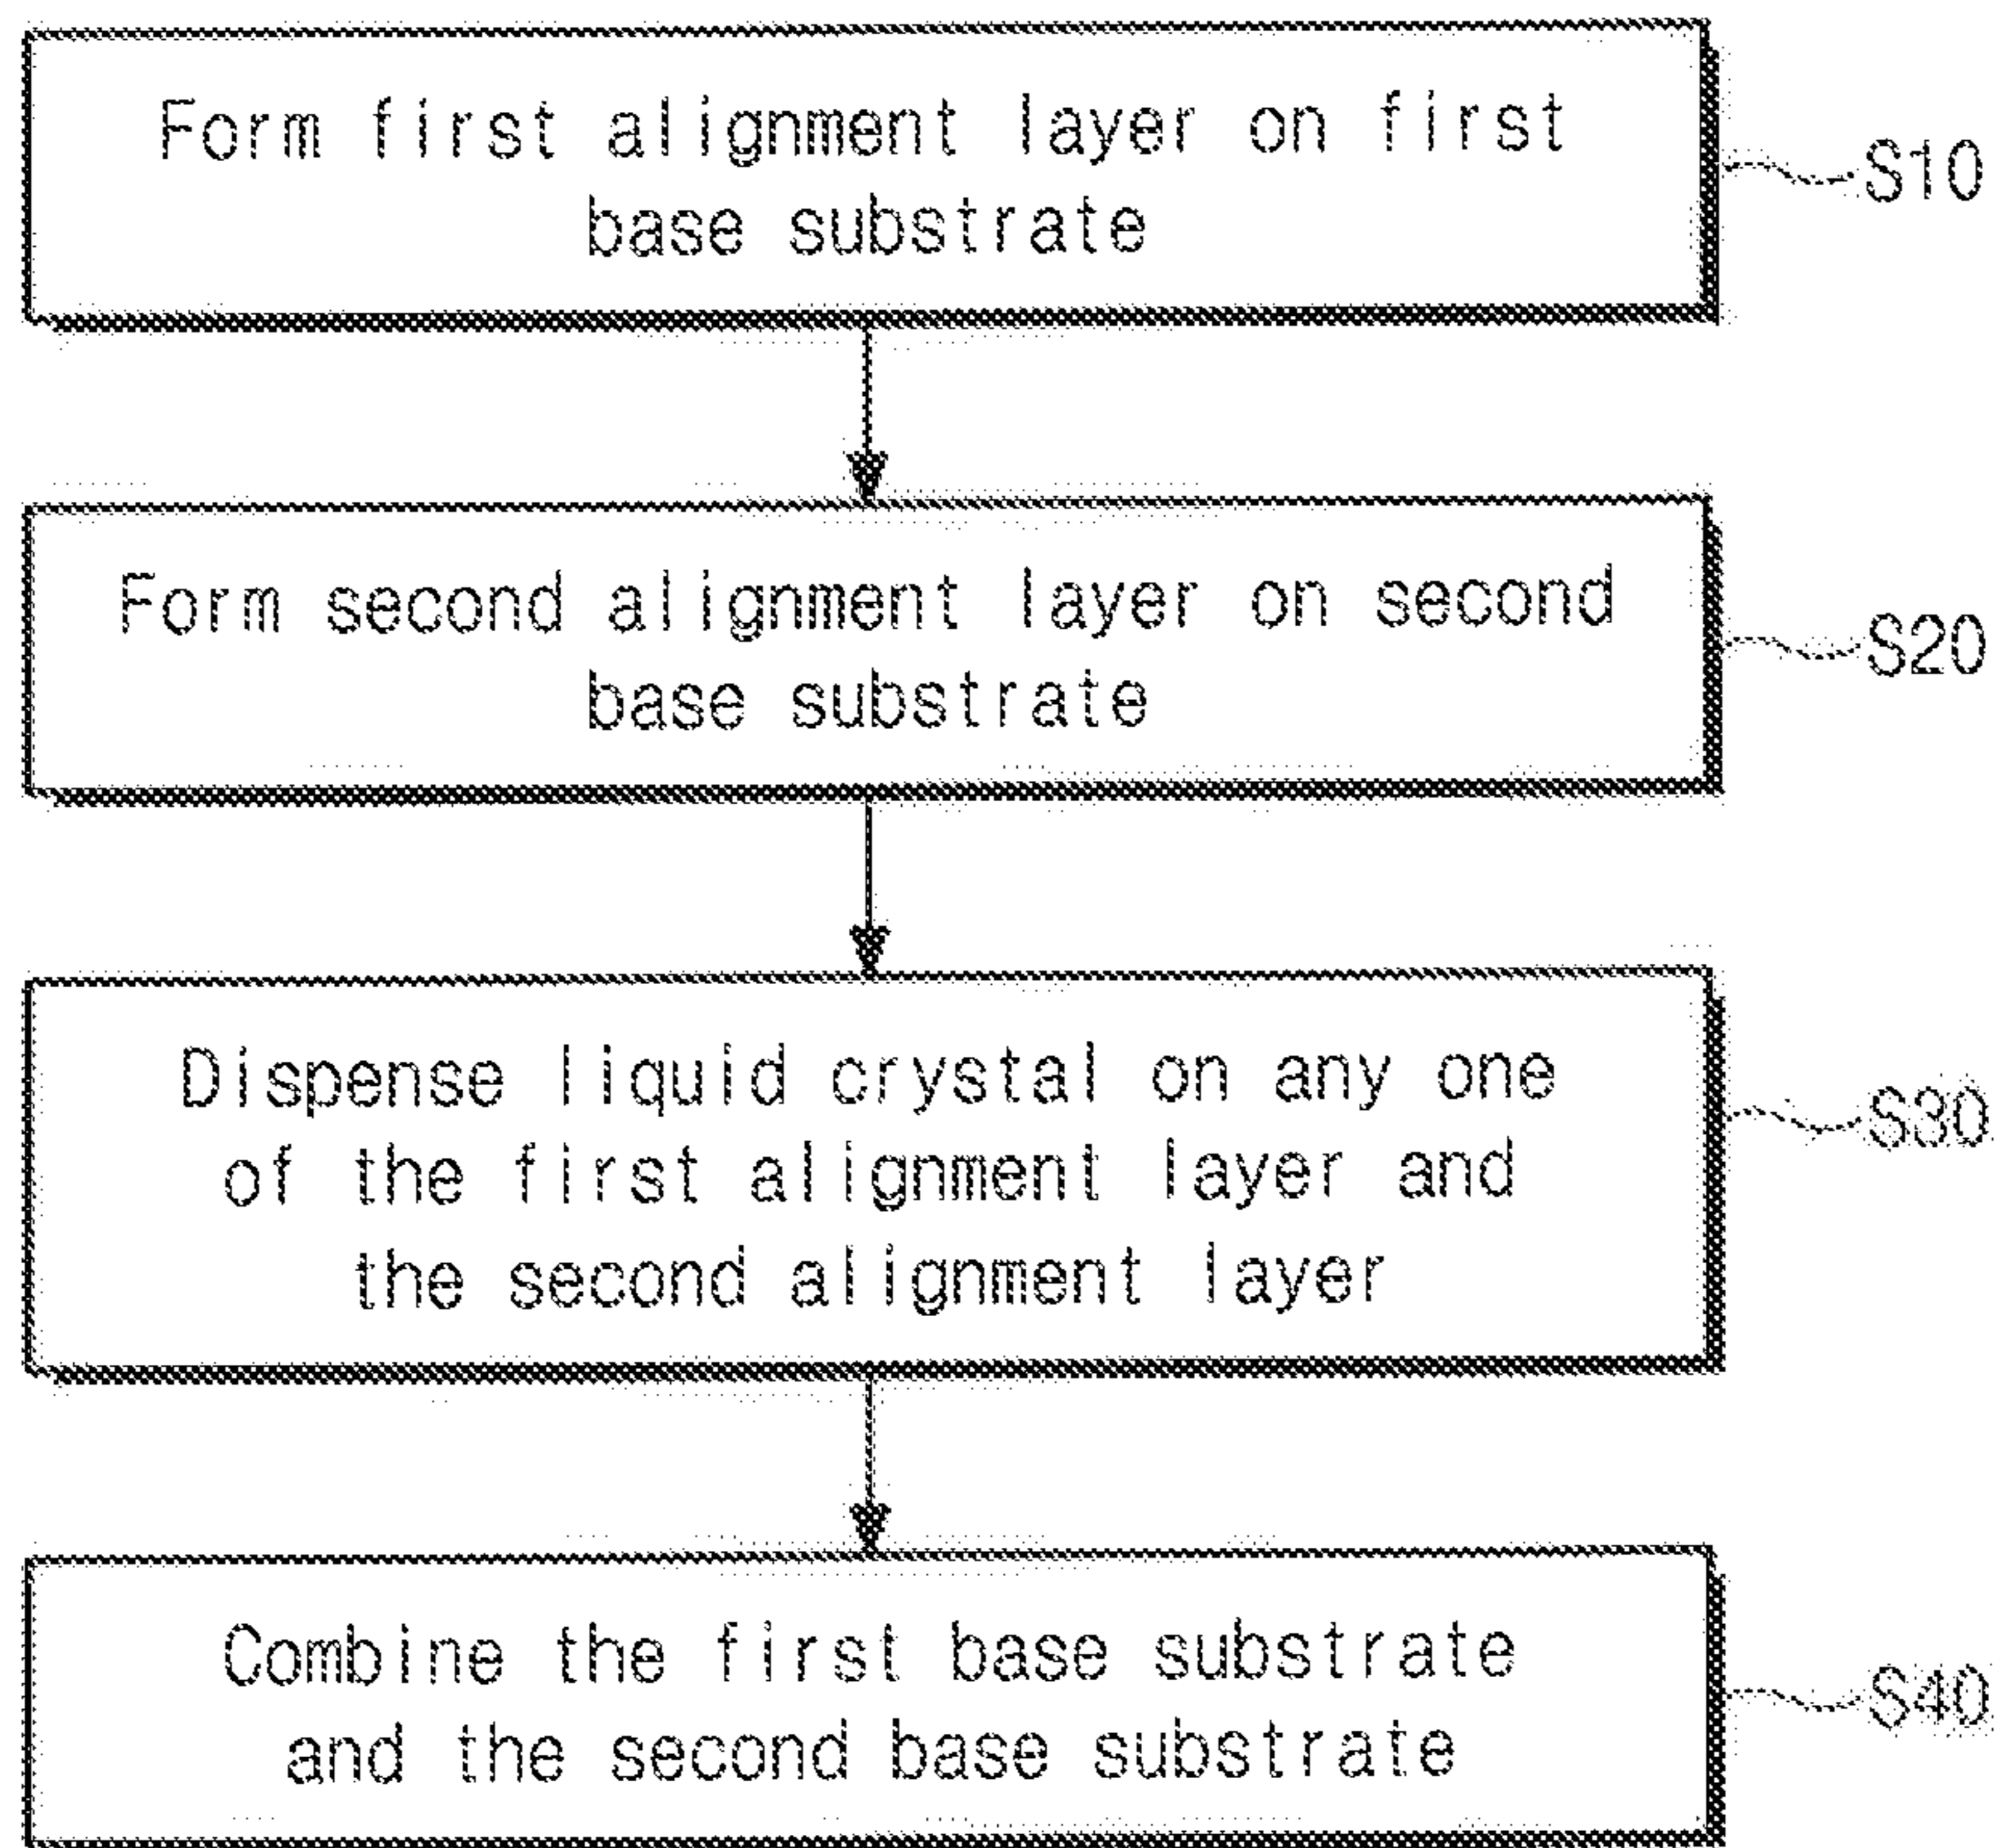 Form first alignment layer on first
base substrate
S10
Form second alignment layer on second
base substrate
S20
Dispense liquid crystal on any one
of the first alignment layer and
the second alignment layer
S30
Combine the first base substrate
and the second base substrate
S40